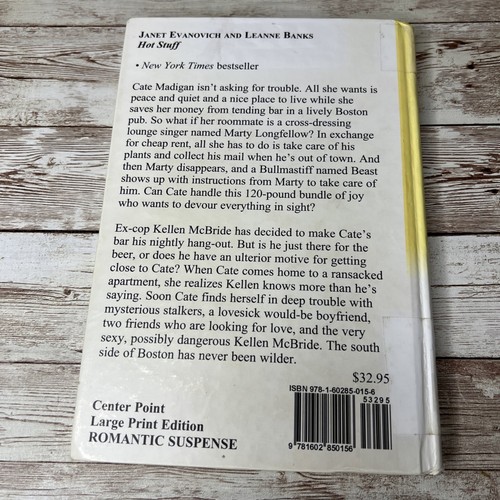 JANET EVANOVICH AND LEANNE BANKS
Hot Stuff
• New York Times bestseller
Cate Madigan isn't asking for trouble. All she wants is
peace and quiet and a nice place to live while she
saves her money from tending bar in a lively Boston
pub. So what if her roommate is a cross-dressing
lounge singer named Marty Longfellow? In exchange
for cheap rent, all she has to do is take care of his
plants and collect his mail when he's out of town. And
then Marty disappears, and a Bullmastiff named Beast
shows up with instructions from Marty to take care of
him. Can Cate handle this 120-pound bundle of joy
who wants to devour everything in sight?
Ex-cop Kellen McBride has decided to make Cate's
bar his nightly hang-out. But is he just there for the
beer, or does he have an ulterior motive for getting
close to Cate? When Cate comes home to a ransacked
apartment, she realizes Kellen knows more than he's
saying. Soon Cate finds herself in deep trouble with
mysterious stalkers, a lovesick would-be boyfriend,
two friends who are looking for love, and the very
sexy, possibly dangerous Kellen McBride. The south
side of Boston has never been wilder.
$32.95
ISBN 978-1-60285-015-6
53295
9 781602 850156
Center Point
Large Print Edition
ROMANTIC SUSPENSE